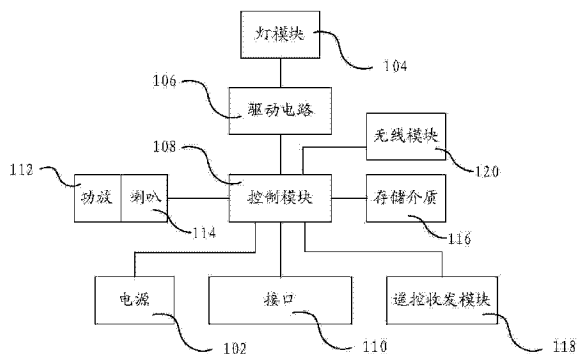 灯模块
104
106
驱动电路
108
无线模块
120
112
功放
喇叭
114
控制模块
存储介质
116
电源
102
接口
110
遥控收发模块
118